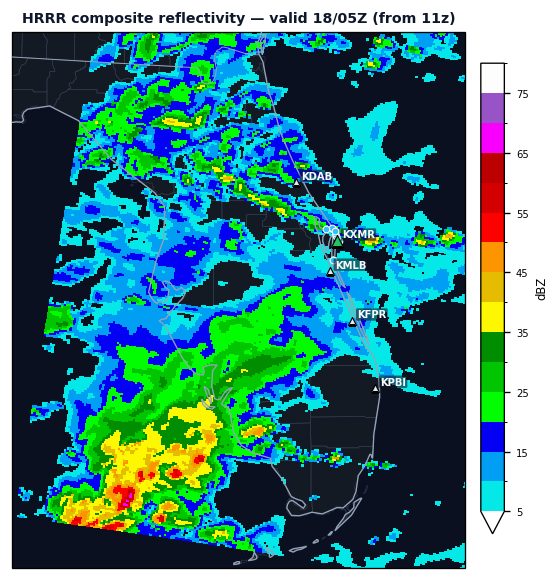 HRRR composite reflectivity — valid 18/05Z (from 11z)
KDAB
KXMR
KMLB
KFPR
KPBI
75
65
55
45
35
25
15
5
dBZ